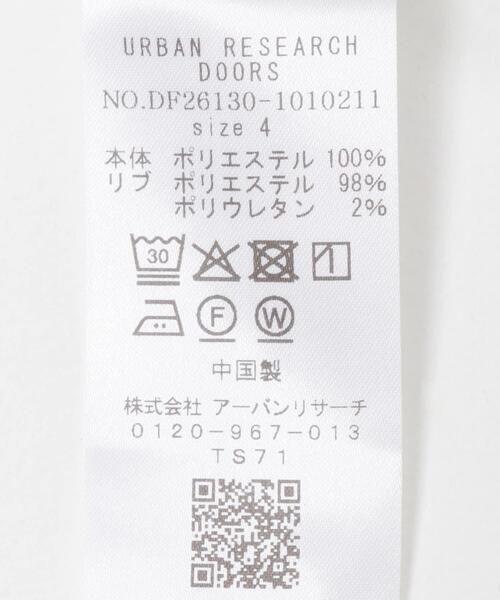 URBAN RESEARCH
DOORS
NO.DF26130-1010211
size 4
本体 ポリエステル 100%
リブ ポリエステル 98%
ポリウレタン 2%
30
F W
中国製
株式会社 アーバンリサーチ
0120-967-013
TS71